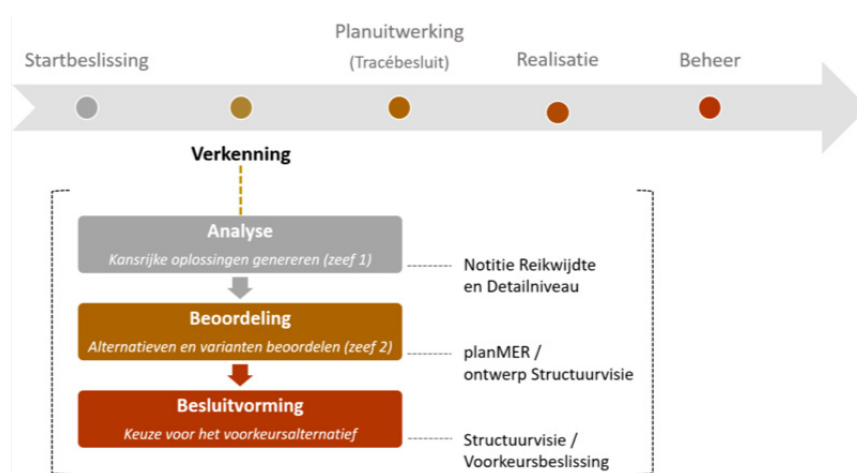 Startbeslissing
Planuitwerking
(Tracébesluit)
Realisatie
Beheer
Verkenning
Analyse
Kansrijke oplossingen genereren (zeef 1)
Notitie Reikwijdte
en Detailniveau
Beoordeling
Alternatieven en varianten beoordelen (zeef 2)
planMER /
ontwerp Structuurvisie
Besluitvorming
Keuze voor het voorkeursalternatief
Structuurvisie /
Voorkeursbeslissing